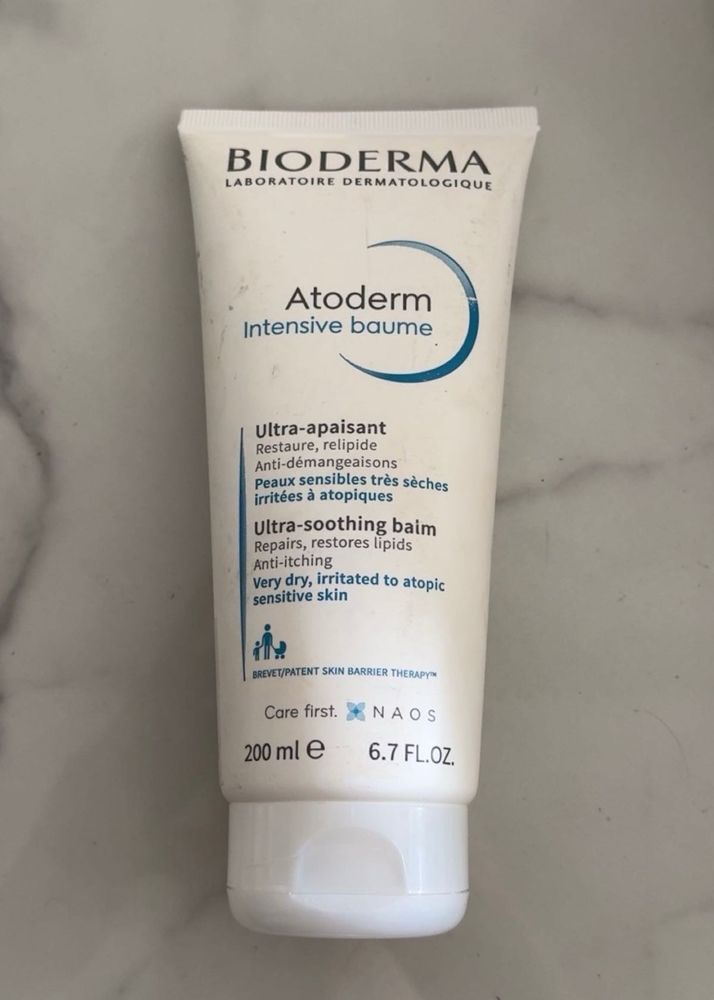 BIODERMA
LABORATOIRE DERMATOLOGIQUE
Atoderm
Intensive baume
Ultra-apaisant
Restaure, relipide
Anti-démangeaisons
Peaux sensibles très sèches
irritées à atopiques
Ultra-soothing balm
Repairs, restores lipids
Anti-itching
Very dry, irritated to atopic
sensitive skin
BREVET/PATENT SKIN BARRIER THERAPY™
Care first. NAOS
200 ml e 6.7 FL.OZ.